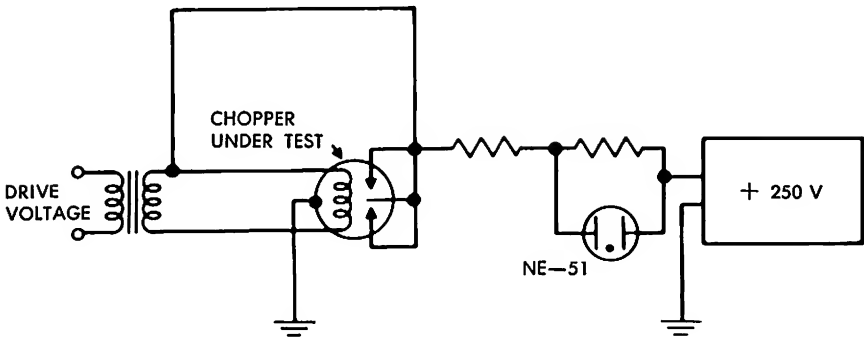 CHOPPER
UNDER TEST
DRIVE
VOLTAGE
+ 250 V
NE—51